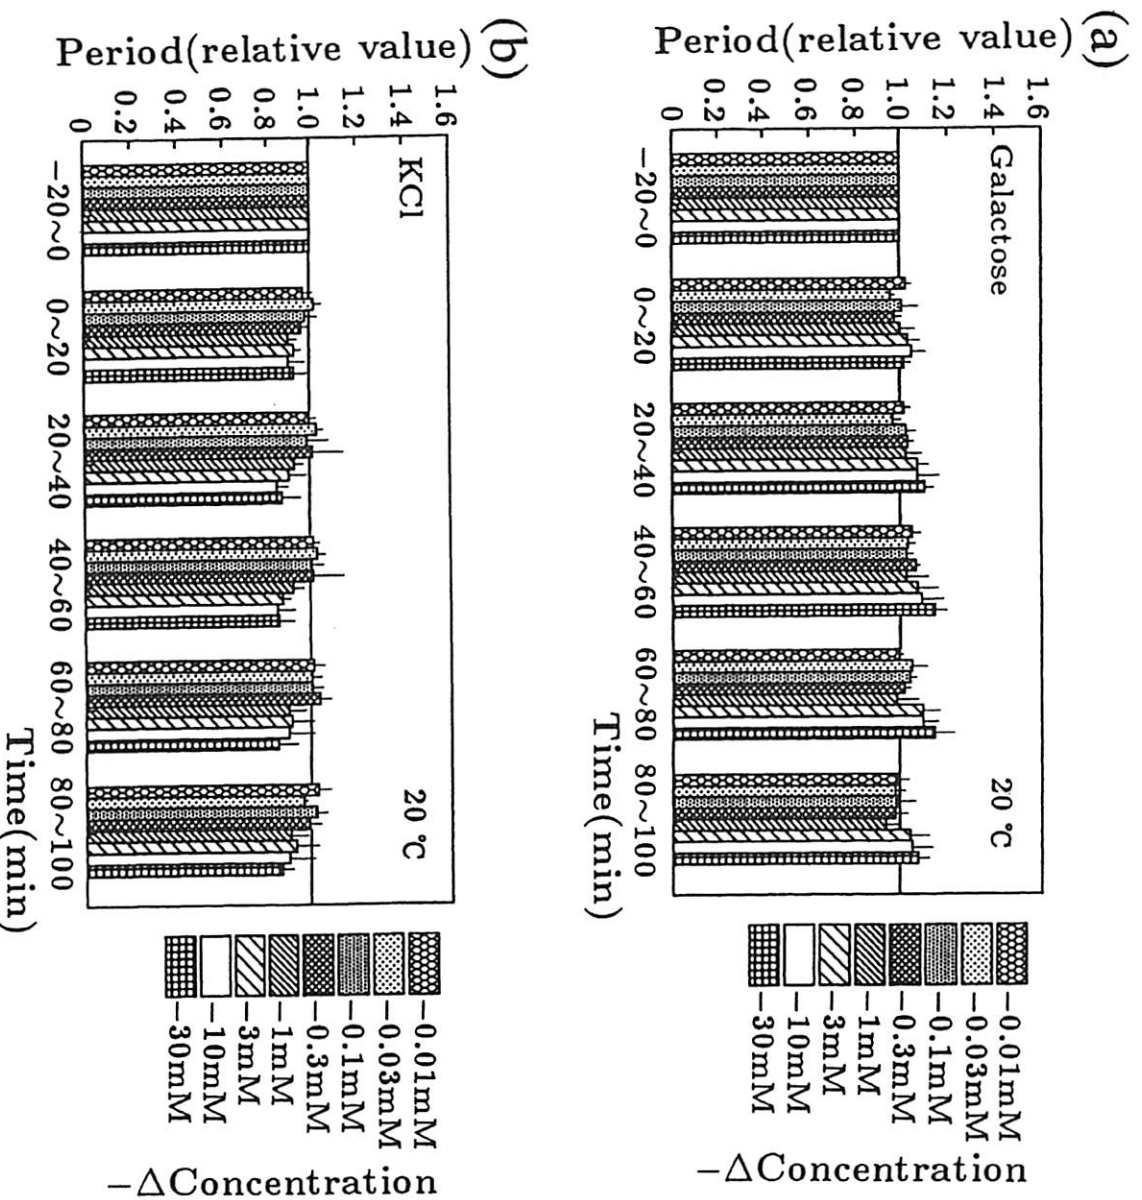 (a)
Period(relative value)
1.6
1.4
1.2
1.0
0.8
0.6
0.4
0.2
0
Galactose
20 °C
−20~0
0~20
20~40
40~60
60~80
80~100
Time(min)
−0.01mM
−0.03mM
−0.1mM
−0.3mM
−1mM
−3mM
−10mM
−30mM
−ΔConcentration
(b)
Period(relative value)
1.6
1.4
1.2
1.0
0.8
0.6
0.4
0.2
0
KCl
20 °C
−20~0
0~20
20~40
40~60
60~80
80~100
Time(min)
−0.01mM
−0.03mM
−0.1mM
−0.3mM
−1mM
−3mM
−10mM
−30mM
−ΔConcentration